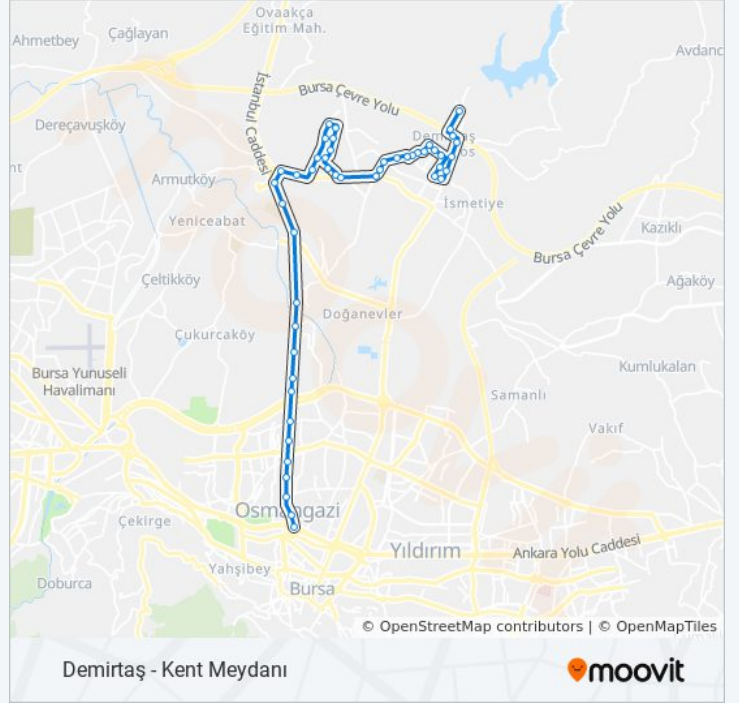 Ovaakça
Eğitim Mah.
Ahmetbey
Çağlayan
Avdanc
İstanbul Caddesi
Bursa Çevre Yolu
Dereçavuşköy
nt
Armutköy
İsmetiye
Yeniceabat
Kazıklı
Bursa Çevre Yolu
Çeltikköy
Ağaköy
Doğanevler
Çukurcaköy
Bursa Yunuseli
Havalimanı
Kumlukalan
Samanlı
Vakıf
Osmangazi
Çekirge
Yıldırım
Ankara Yolu Caddesi
Yahşibey
Doburca
Bursa
© OpenStreetMap contributors | © OpenMapTiles
Demirtaş - Kent Meydanı
moovit